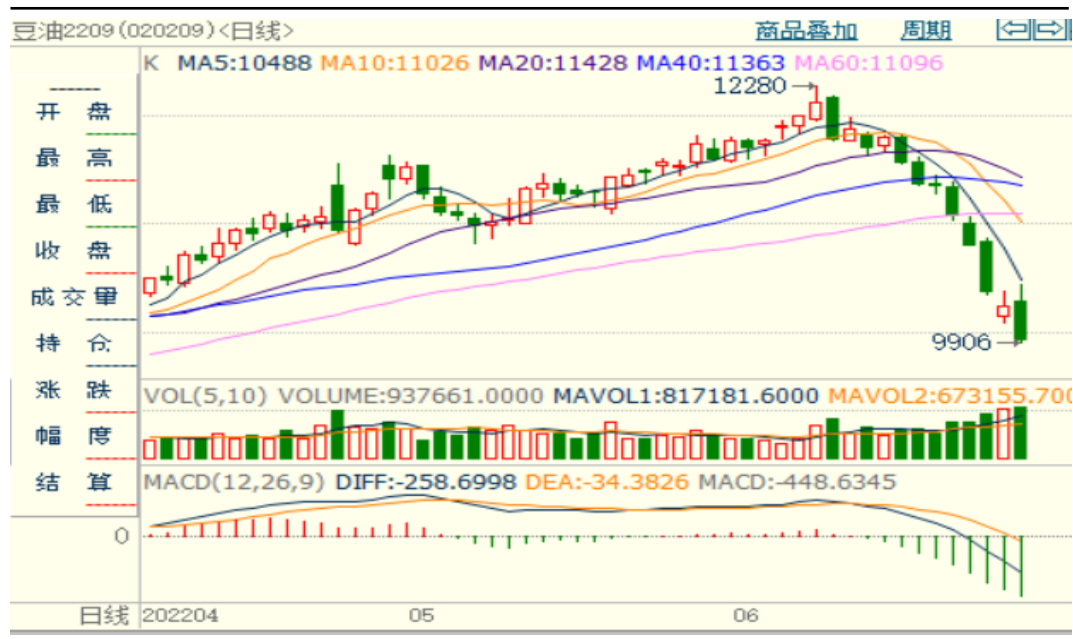 豆油2209(020209)<日线>
商品叠加 周期
K MA5:10488 MA10:11026 MA20:11428 MA40:11363 MA60:11096
12280
开盘
最高
最低
收盘
成交量
持仓
涨跌
幅度
结算
9906
VOL(5,10) VOLUME:937661.0000 MAVOL1:817181.6000 MAVOL2:673155.700
MACD(12,26,9) DIFF:-258.6998 DEA:-34.3826 MACD:-448.6345
0
日线 202204 05 06